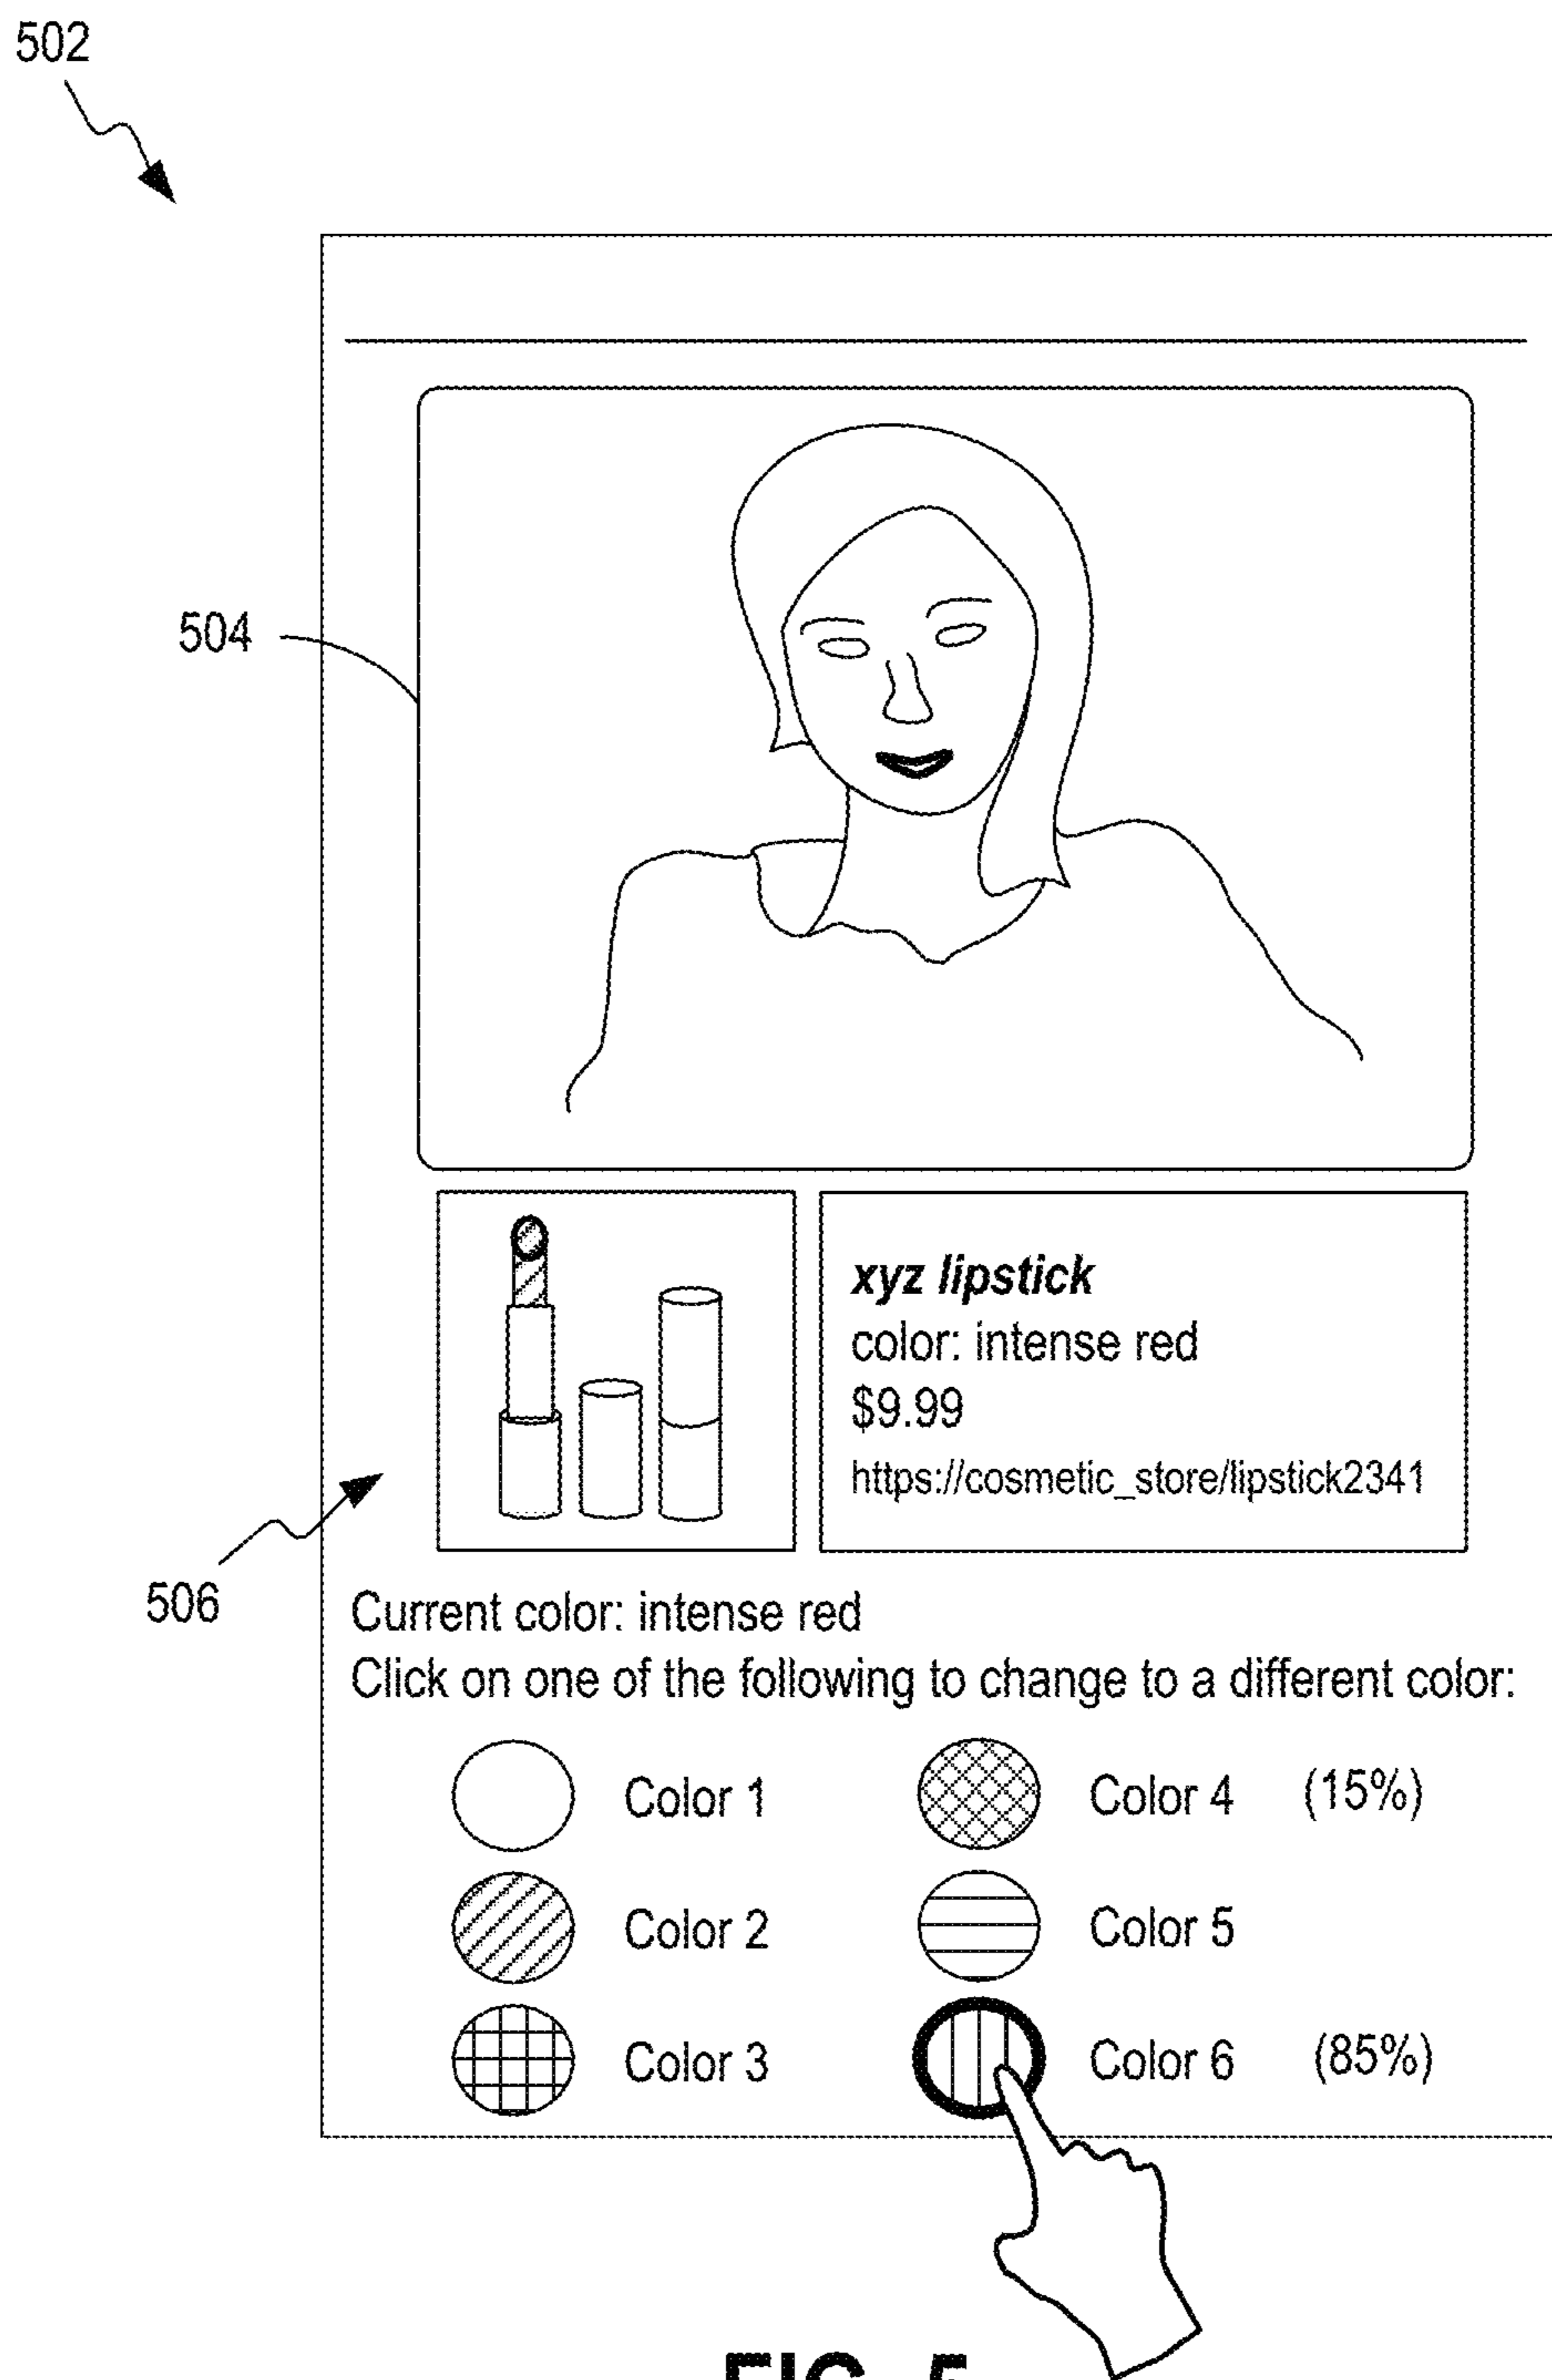 502
504
xyz lipstick
color: intense red
$9.99
https://cosmetic_store/lipstick2341
506
Current color: intense red
Click on one of the following to change to a different color:
Color 1
Color 4 (15%)
Color 2
Color 5
Color 3
Color 6 (85%)
FIG. 5